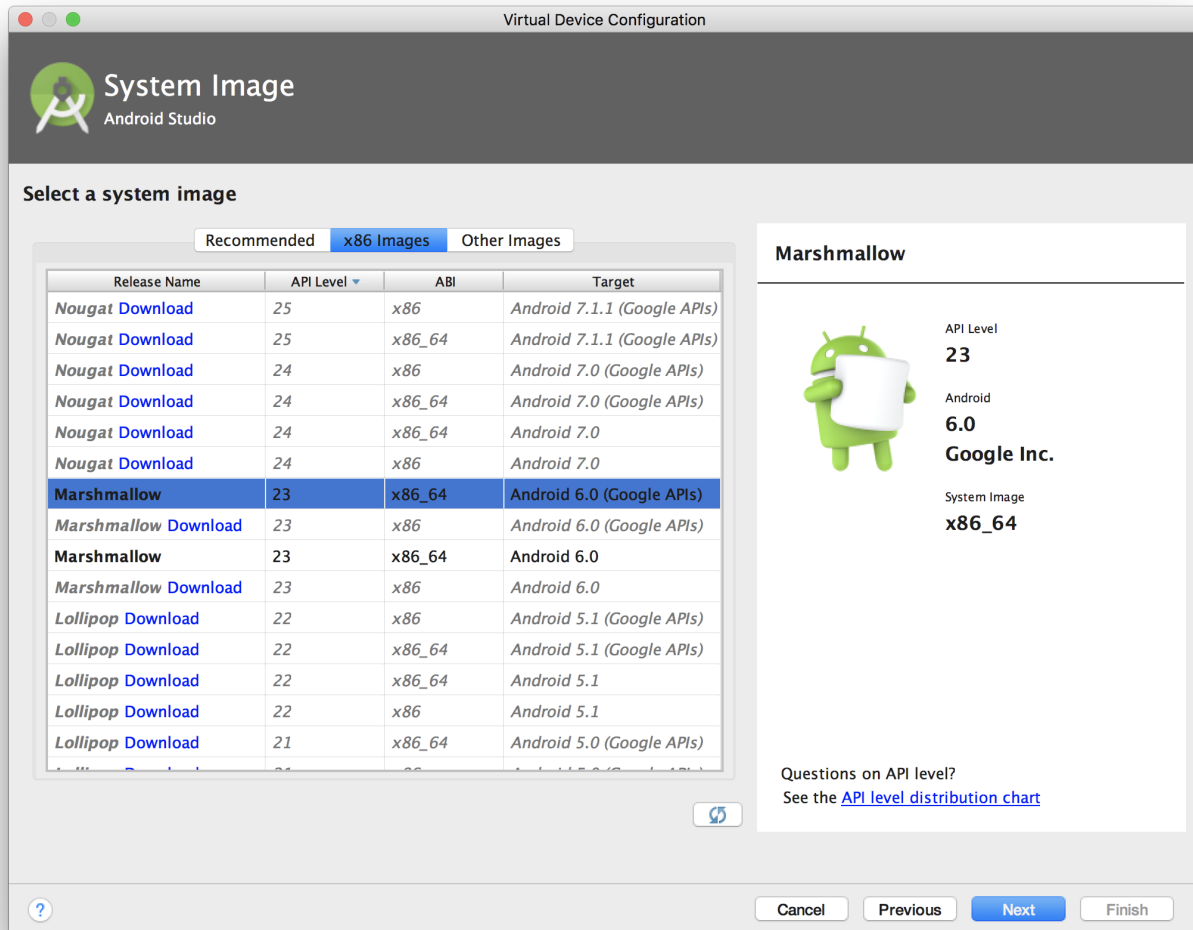 Virtual Device Configuration
System Image
Android Studio
Select a system image
Recommended x86 Images Other Images
Release Name API Level ABI Target
Nougat Download 25 x86 Android 7.1.1 (Google APIs)
Nougat Download 25 x86_64 Android 7.1.1 (Google APIs)
Nougat Download 24 x86 Android 7.0 (Google APIs)
Nougat Download 24 x86_64 Android 7.0 (Google APIs)
Nougat Download 24 x86_64 Android 7.0
Nougat Download 24 x86 Android 7.0
Marshmallow 23 x86_64 Android 6.0 (Google APIs)
Marshmallow Download 23 x86 Android 6.0 (Google APIs)
Marshmallow 23 x86_64 Android 6.0
Marshmallow Download 23 x86 Android 6.0
Lollipop Download 22 x86 Android 5.1 (Google APIs)
Lollipop Download 22 x86_64 Android 5.1 (Google APIs)
Lollipop Download 22 x86_64 Android 5.1
Lollipop Download 22 x86 Android 5.1
Lollipop Download 21 x86_64 Android 5.0 (Google APIs)
Marshmallow
API Level
23
Android
6.0
Google Inc.
System Image
x86_64
Questions on API level?
See the API level distribution chart
? Cancel Previous Next Finish